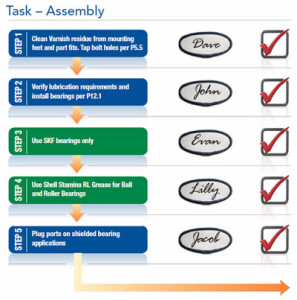 Task – Assembly
STEP 1
Clean Varnish residue from mounting
feet and part fits. Tap bolt holes per P5.5
Dave
STEP 2
Verify lubrication requirements and
install bearings per P12.1
John
STEP 3
Use SKF bearings only
Evan
STEP 4
Use Shell Stamina RL Grease for Ball
and Roller Bearings
Lilly
STEP 5
Plug ports on shielded bearing
applications
Jacob